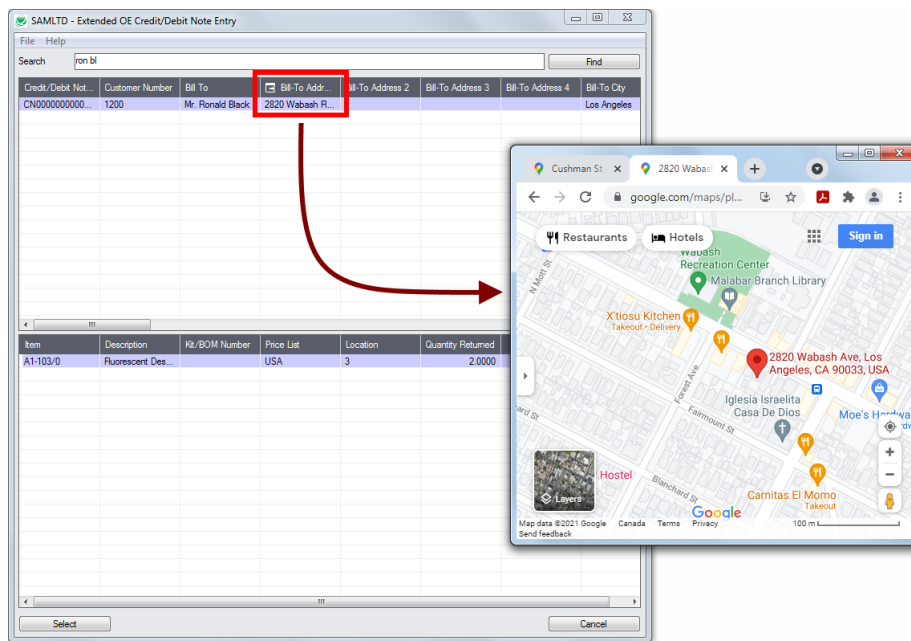 SAMLTD - Extended OE Credit/Debit Note Entry
File Help
Search ron bl Find
Credit/Debit Not... Customer Number Bill To Bill-To Addr... Bill-To Address 2 Bill-To Address 3 Bill-To Address 4 Bill-To City
CN0000000000... 1200 Mr. Ronald Black 2820 Wabash R... Los Angeles
Item Description Kit/BOM Number Price List Location Quantity Returned
A1-103/0 Fluorescent Des... USA 3 2.0000
Select Cancel
Cushman St 2820 Wabas
google.com/maps/pl...
Restaurants Hotels Sign in
Wabash
Recreation Center
N Mott St
Malabar Branch Library
X'tiosu Kitchen
Takeout • Delivery
2820 Wabash Ave, Los
Angeles, CA 90033, USA
Forest Ave
Iglesia Israelita
Casa De Dios
Moe's Hardwa
Fairmount St
ard St
Hostel
Blanchard St
Carnitas El Momo
Takeout
Layers
Google
Map data ©2021 Google Canada Terms Privacy 100 m
Send feedback